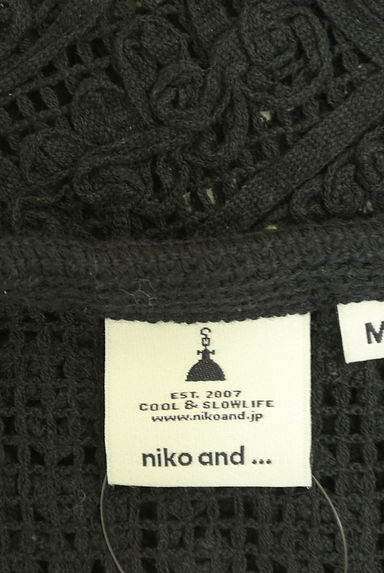 EST. 2007
COOL & SLOWLIFE
www.nikoand.jp
niko and ...
M